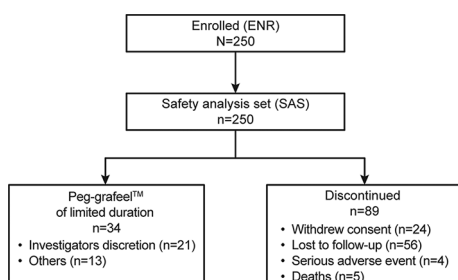 Enrolled (ENR)
N=250
Safety analysis set (SAS)
n=250
Peg-grafeel™
of limited duration
n=34
• Investigators discretion (n=21)
• Others (n=13)
Discontinued
n=89
• Withdrew consent (n=24)
• Lost to follow-up (n=56)
• Serious adverse event (n=4)
• Deaths (n=5)